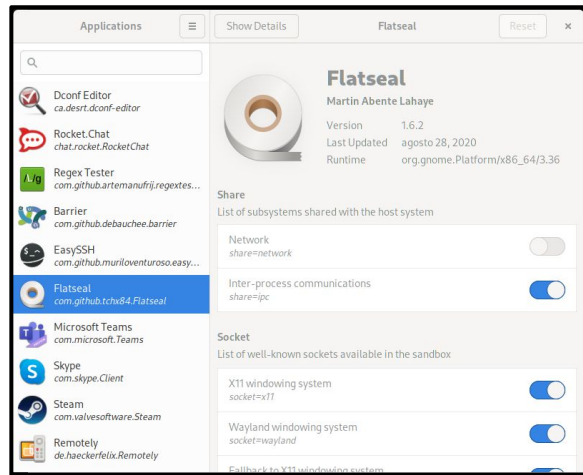 Applications
Show Details
Flatseal
Reset
Dconf Editor
ca.desrt.dconf-editor
Rocket.Chat
chat.rocket.RocketChat
Regex Tester
com.github.artemanufrij.regextes...
Barrier
com.github.debauchee.barrier
EasySSH
com.github.muriloventuroso.easy...
Flatseal
com.github.tchx84.Flatseal
Microsoft Teams
com.microsoft.Teams
Skype
com.skype.Client
Steam
com.valvesoftware.Steam
Remotely
de.haeckerfelix.Remotely
Flatseal
Martin Abente Lahaye
Version 1.6.2
Last Updated agosto 28, 2020
Runtime org.gnome.Platform/x86_64/3.36
Share
List of subsystems shared with the host system
Network
share=network
Inter-process communications
share=ipc
Socket
List of well-known sockets available in the sandbox
X11 windowing system
socket=x11
Wayland windowing system
socket=wayland
Fallback to X11 windowing system